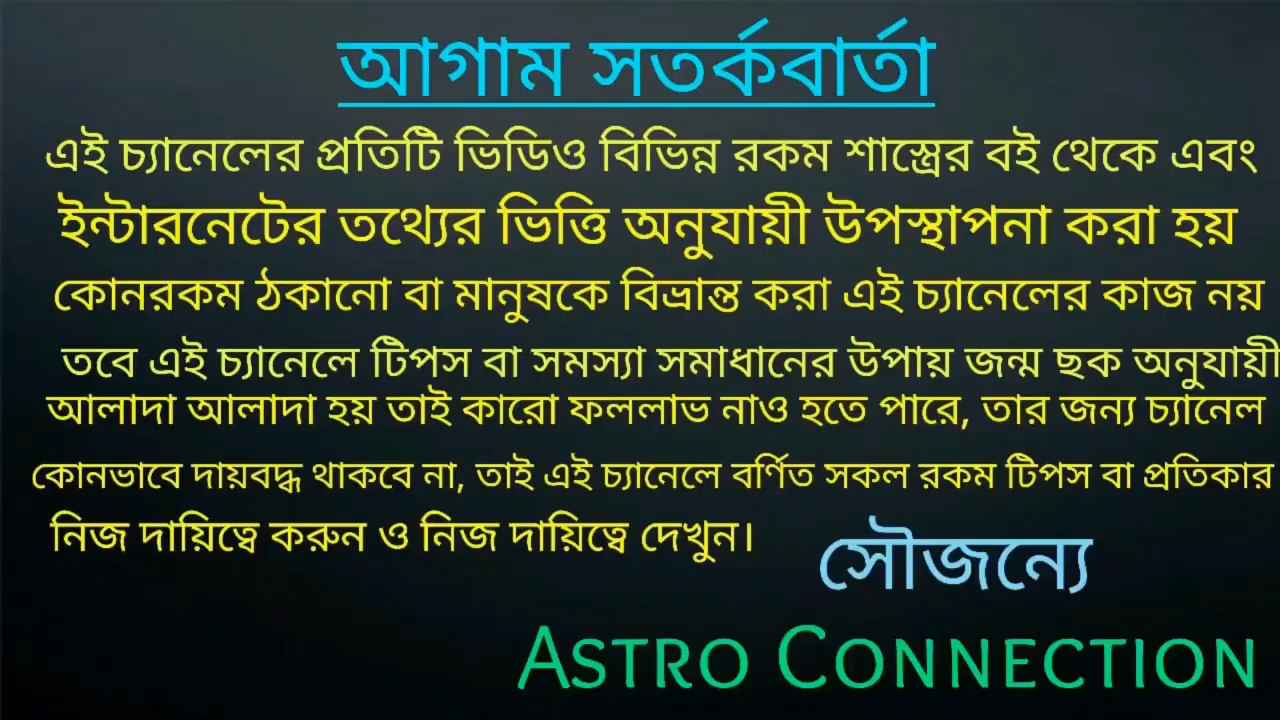 আগাম সতর্কবার্তা
এই চ্যানেলের প্রতিটি ভিডিও বিভিন্ন রকম শাস্ত্রের বই থেকে এবং
ইন্টারনেটের তথ্যের ভিত্তি অনুযায়ী উপস্থাপনা করা হয়
কোনরকম ঠকানো বা মানুষকে বিভ্রান্ত করা এই চ্যানেলের কাজ নয়
তবে এই চ্যানেলে টিপস বা সমস্যা সমাধানের উপায় জন্ম ছক অনুযায়ী
আলাদা আলাদা হয় তাই কারো ফললাভ নাও হতে পারে, তার জন্য চ্যানেল
কোনভাবে দায়বদ্ধ থাকবে না, তাই এই চ্যানেলে বর্ণিত সকল রকম টিপস বা প্রতিকার
নিজ দায়িত্বে করুন ও নিজ দায়িত্বে দেখুন।
সৌজন্যে
ASTRO CONNECTION